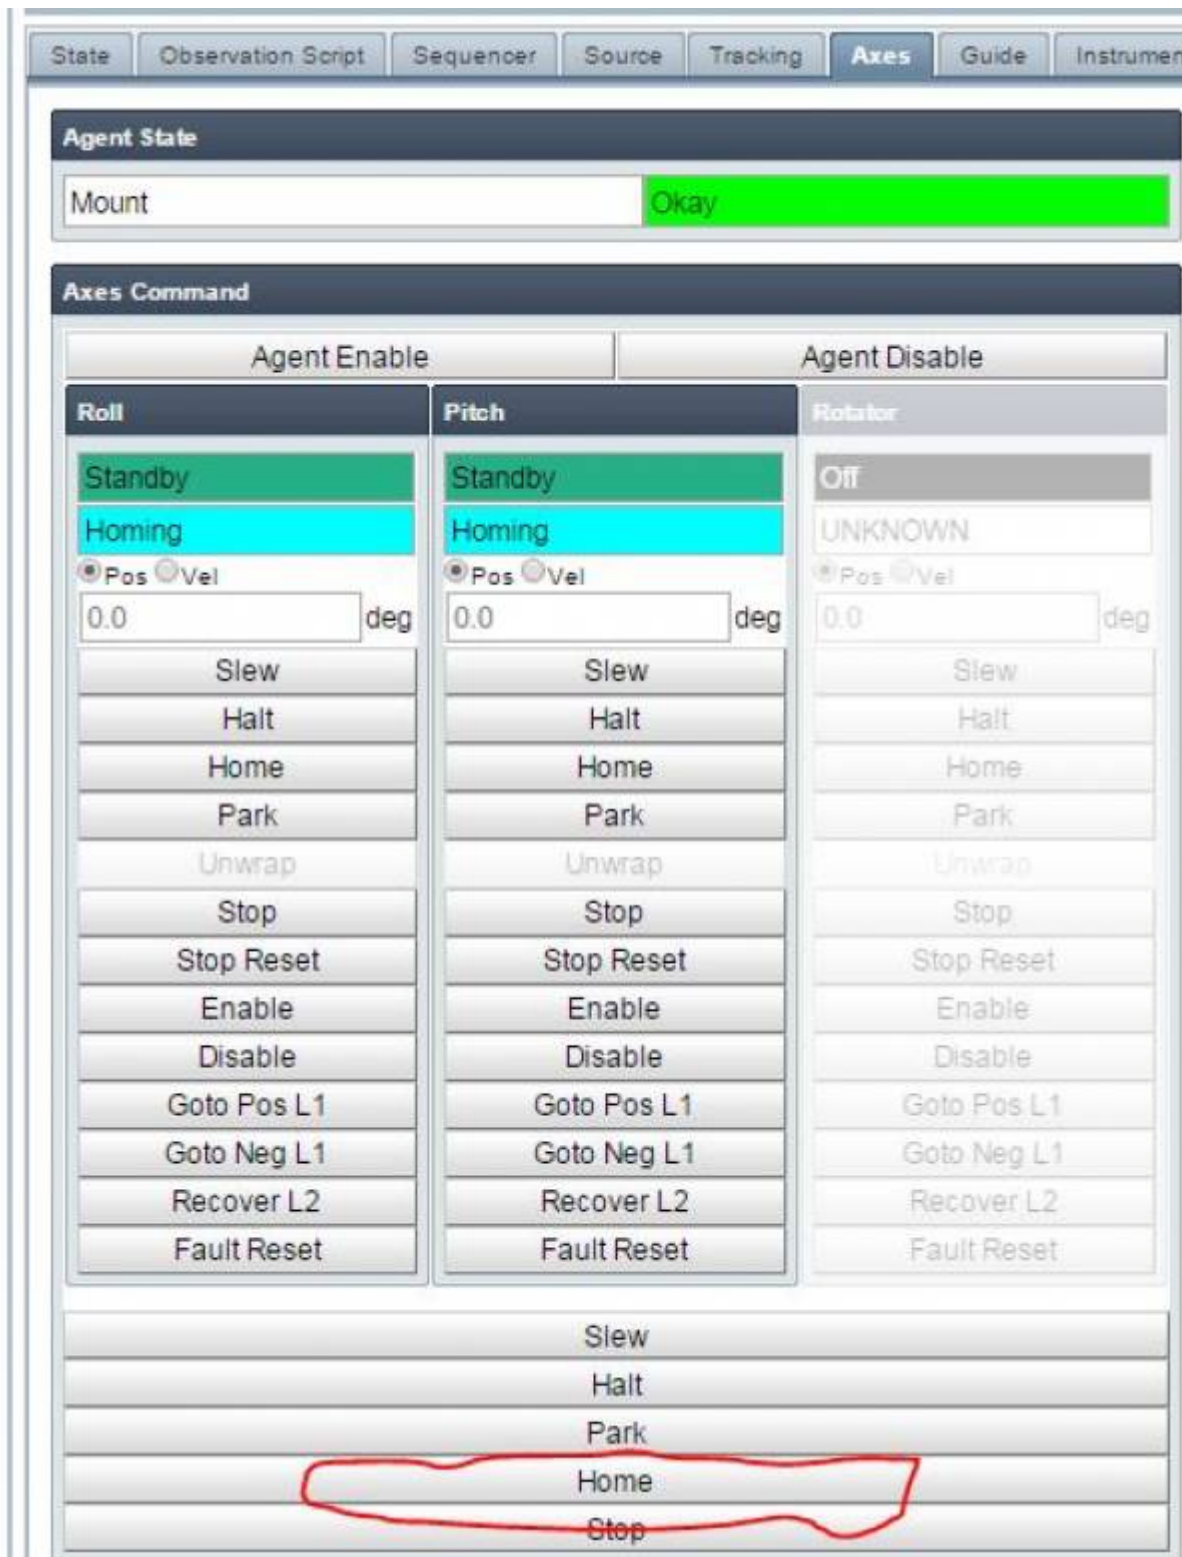 State Observation Script Sequencer Source Tracking Axes Guide Instrumen
Agent State
Mount Okay
Axes Command
Agent Enable Agent Disable
Roll Pitch Rotator
Standby Standby Off
Homing Homing UNKNOWN
Pos Vel Pos Vel Pos Vel
0.0 deg 0.0 deg 0.0 deg
Slew Slew Slew
Halt Halt Halt
Home Home Home
Park Park Park
Unwrap Unwrap Unwrap
Stop Stop Stop
Stop Reset Stop Reset Stop Reset
Enable Enable Enable
Disable Disable Disable
Goto Pos L1 Goto Pos L1 Goto Pos L1
Goto Neg L1 Goto Neg L1 Goto Neg L1
Recover L2 Recover L2 Recover L2
Fault Reset Fault Reset Fault Reset
Slew
Halt
Park
Home
Stop